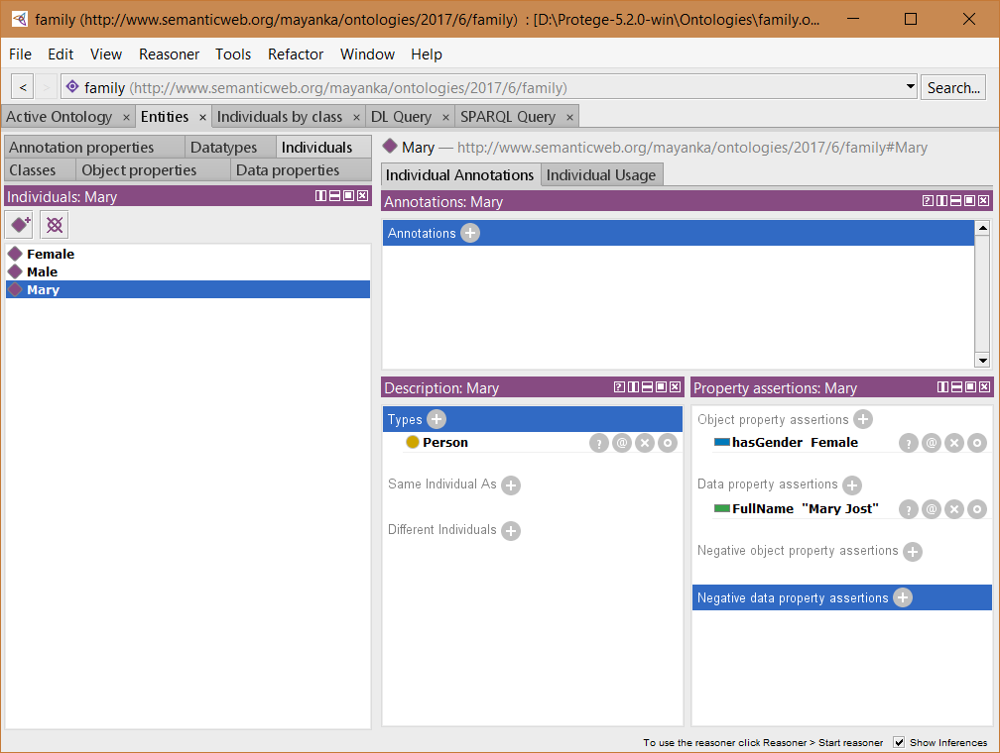 family (http://www.semanticweb.org/mayanka/ontologies/2017/6/family)  : [D:\Protege-5.2.0-win\Ontologies\family.o...
File Edit View Reasoner Tools Refactor Window Help
< > family (http://www.semanticweb.org/mayanka/ontologies/2017/6/family) Search...
Active Ontology × Entities × Individuals by class × DL Query × SPARQL Query ×
Annotation properties Datatypes Individuals
Classes Object properties Data properties
Individuals: Mary
Female
Male
Mary
Mary — http://www.semanticweb.org/mayanka/ontologies/2017/6/family#Mary
Individual Annotations Individual Usage
Annotations: Mary
Annotations +
Description: Mary
Types +
Person ? @
Same Individual As +
Different Individuals +
Property assertions: Mary
Object property assertions +
hasGender Female ? @
Data property assertions +
FullName "Mary Jost" ? @
Negative object property assertions +
Negative data property assertions +
To use the reasoner click Reasoner > Start reasoner Show Inferences